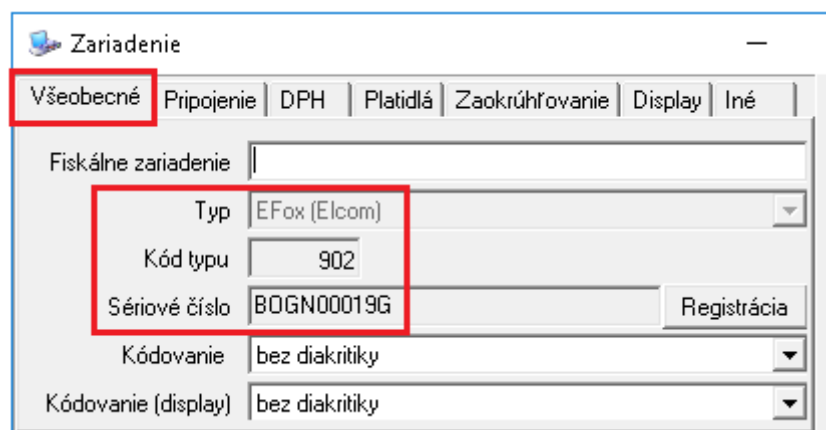 Zariadenie
Všeobecné Pripojenie DPH Platidlá Zaokrúhľovanie Display Iné
Fiškálne zariadenie
Typ EFox (Elcom)
Kód typu 902
Sériové číslo BOGN00019G Registrácia
Kódovanie bez diakritiky
Kódovanie (display) bez diakritiky